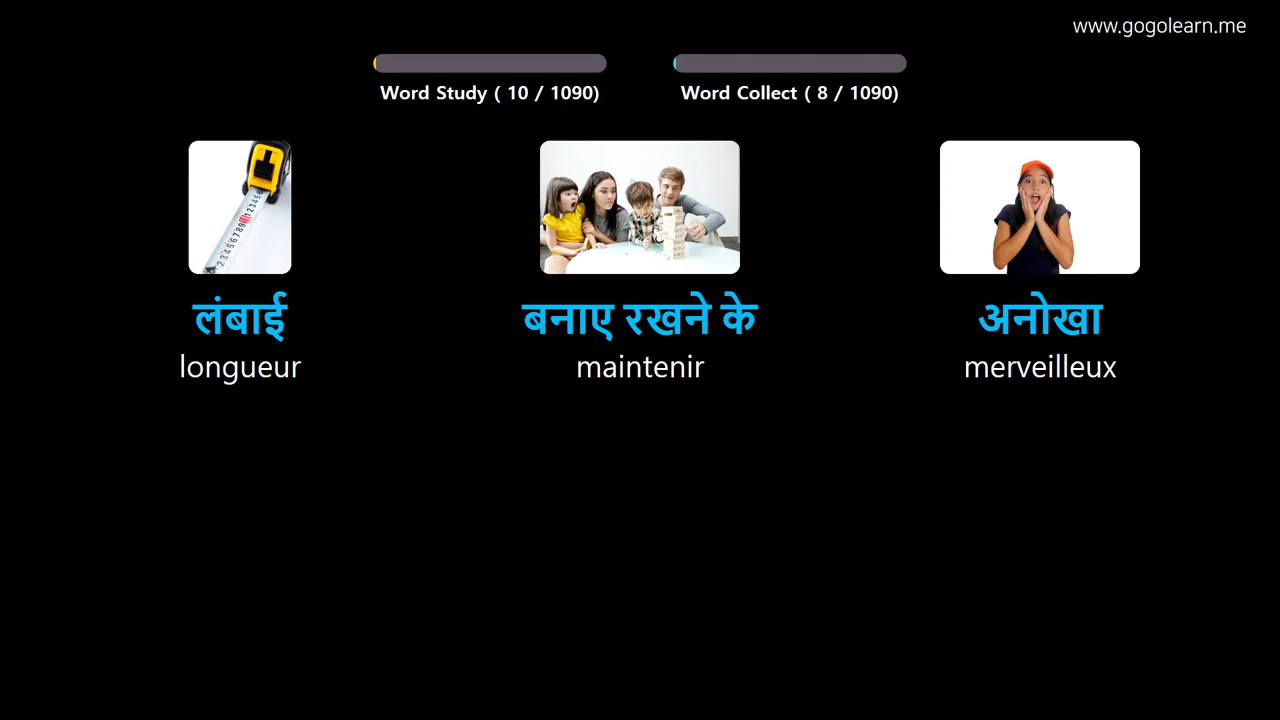 www.gogolearn.me
Word Study ( 10 / 1090)
Word Collect ( 8 / 1090)
लंबाई
longueur
बनाए रखने के
maintenir
अनोखा
merveilleux